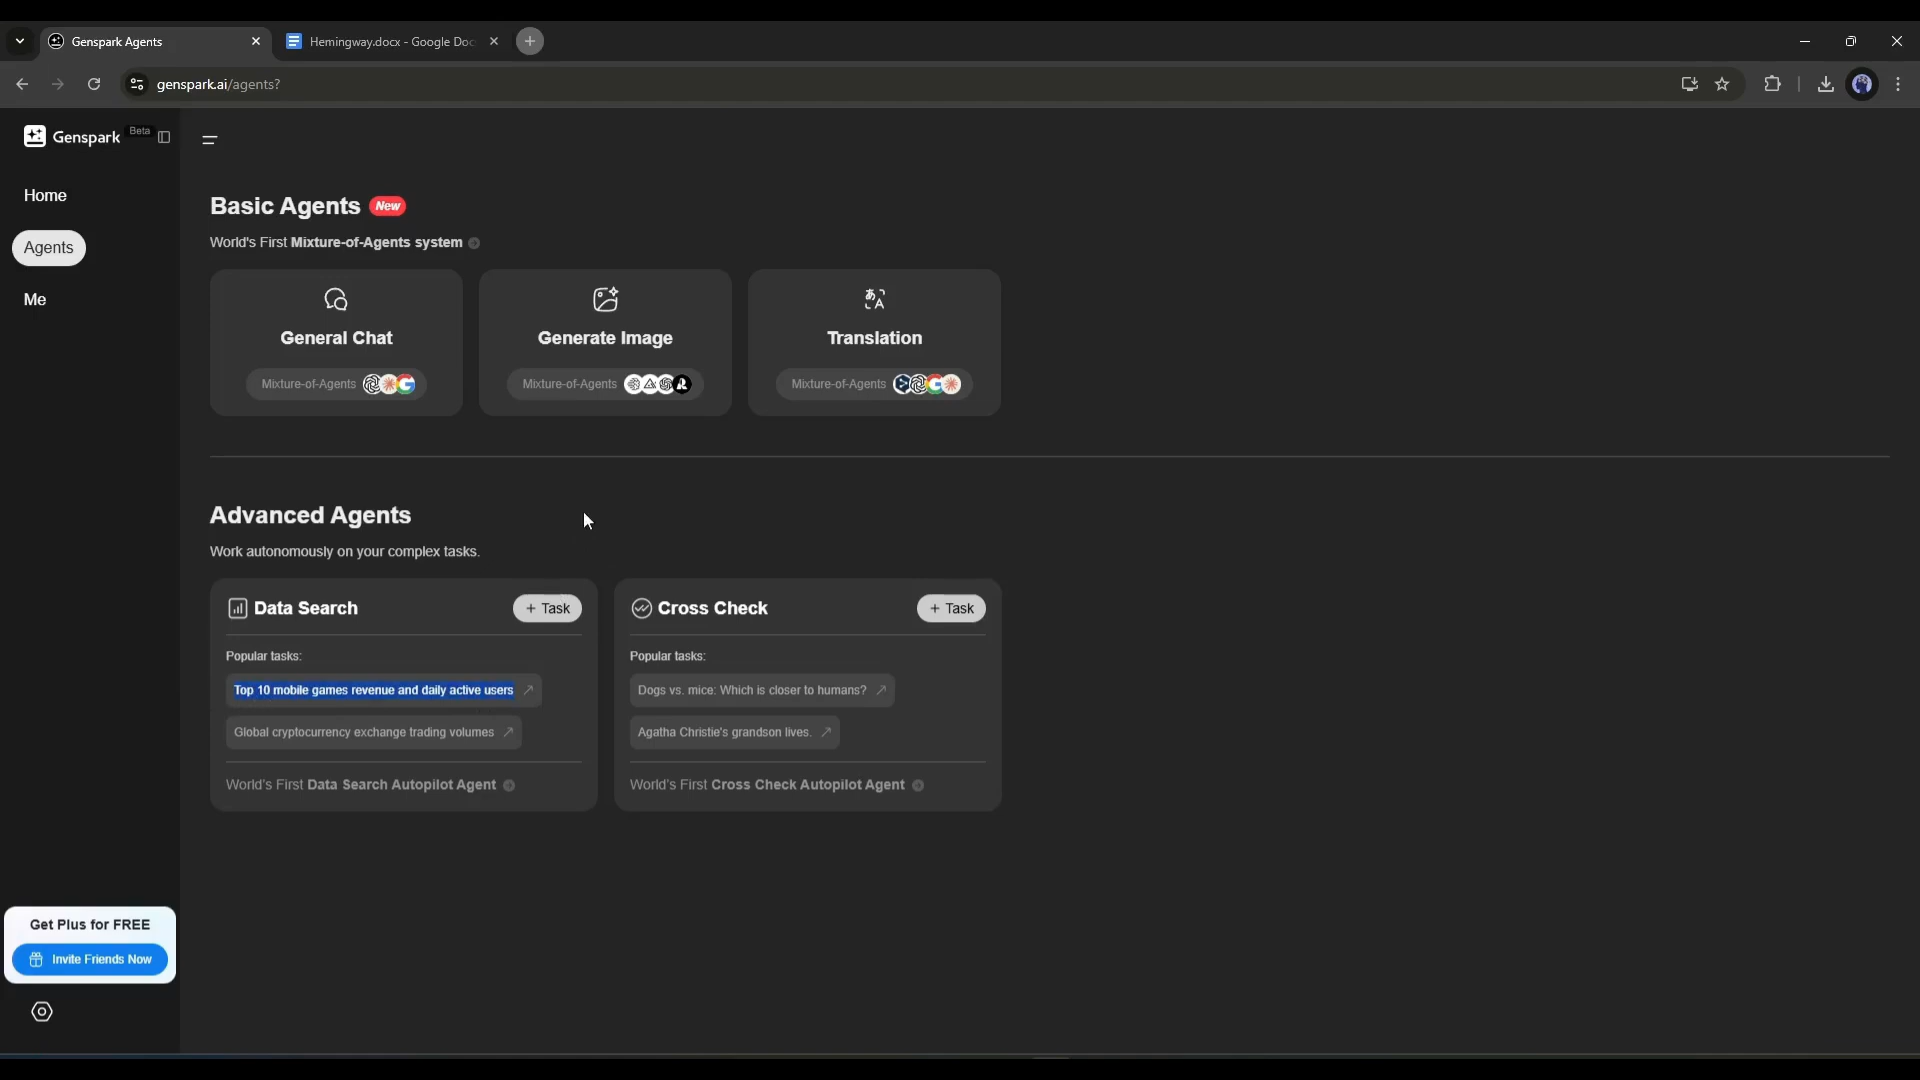 Genspark Agents
Hemingway.docx - Google Doc
genspark.ai/agents?
Genspark Beta
Home
Agents
Me
Basic Agents New
World's First Mixture-of-Agents system
General Chat
Mixture-of-Agents
Generate Image
Mixture-of-Agents
Translation
Mixture-of-Agents
Advanced Agents
Work autonomously on your complex tasks.
Data Search
+ Task
Popular tasks:
Top 10 mobile games revenue and daily active users
Global cryptocurrency exchange trading volumes
World's First Data Search Autopilot Agent
Cross Check
+ Task
Popular tasks:
Dogs vs. mice: Which is closer to humans?
Agatha Christie's grandson lives.
World's First Cross Check Autopilot Agent
Get Plus for FREE
Invite Friends Now